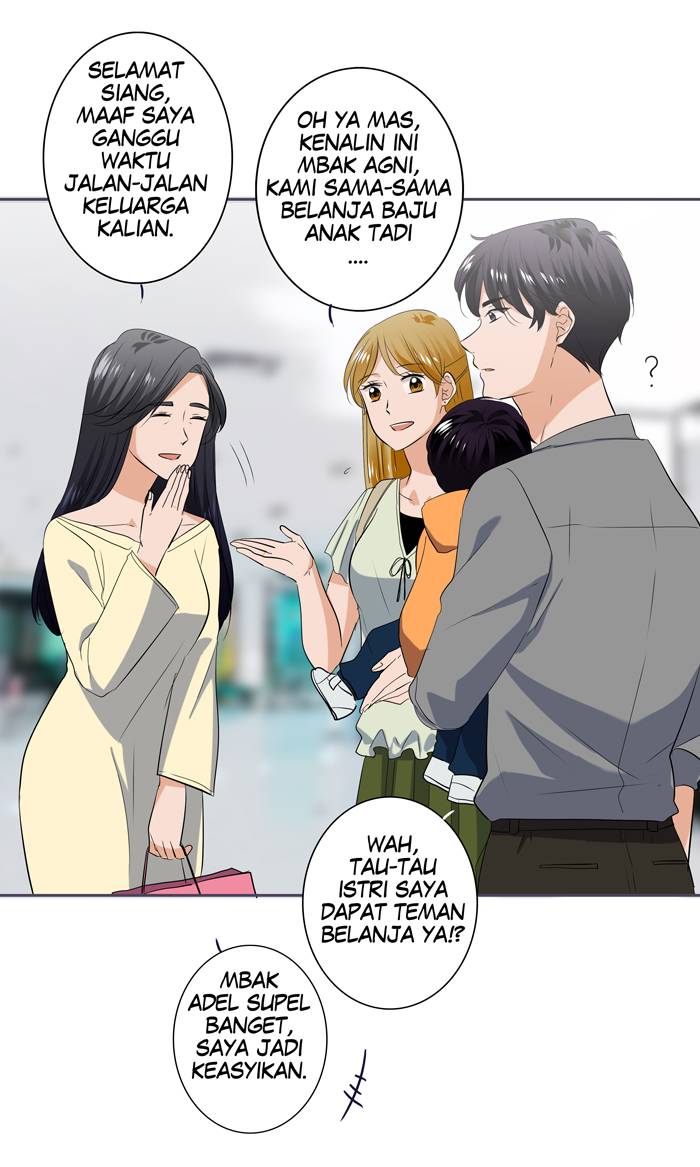 SELAMAT
SIANG,
MAAF SAYA
GANGGU
WAKTU
JALAN-JALAN
KELUARGA
KALIAN.
OH YA MAS,
KENALIN INI
MBAK AGNI,
KAMI SAMA-SAMA
BELANJA BAJU
ANAK TADI
....
?
WAH,
TAU-TAU
ISTRI SAYA
DAPAT TEMAN
BELANJA YA!?
MBAK
ADEL SUPEL
BANGET,
SAYA JADI
KEASYIKAN.